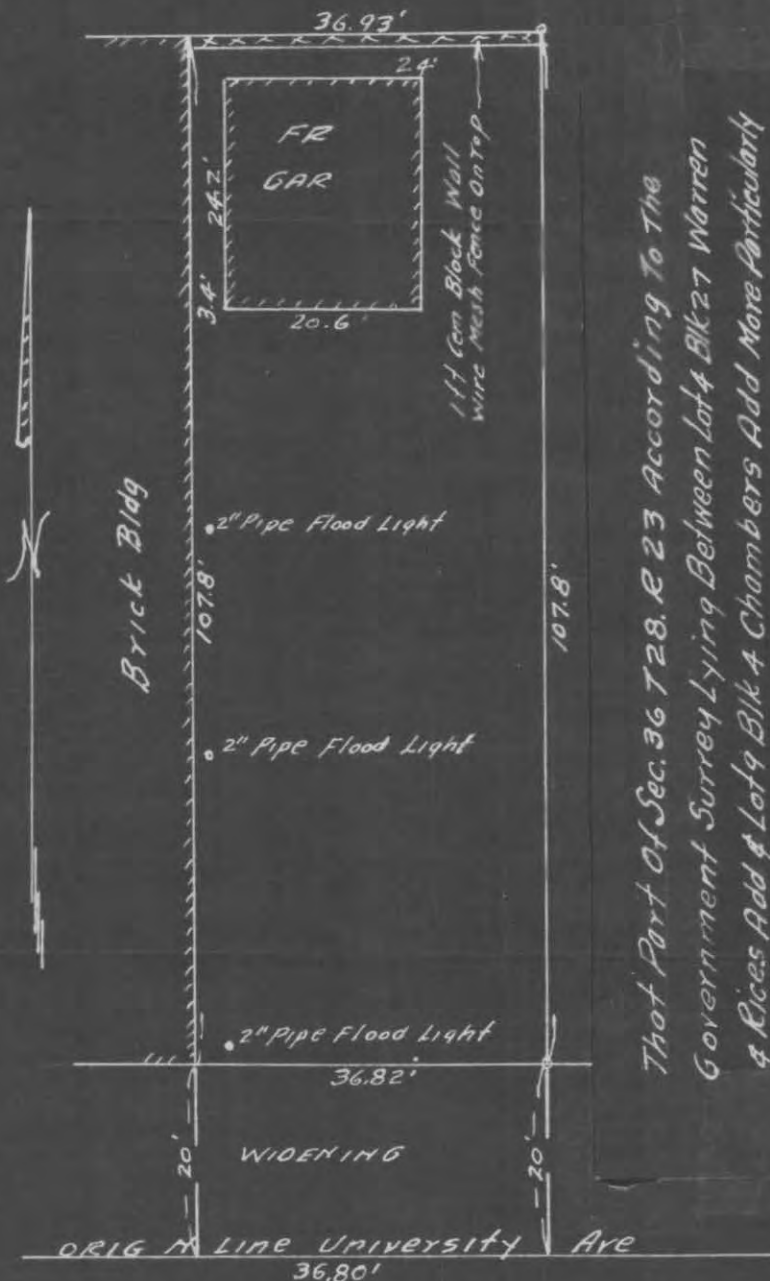 36.93'
2.4'
FR
GAR
24.2'
3.4'
20.6'
1 ft Cem Block Wall
Wire Mesh Fence On Top
Brick Bldg
2" Pipe Flood Light
107.8'
107.8'
2" Pipe Flood Light
2" Pipe Flood Light
36.82'
20'
WIDENING
20'
ORIG N Line University Ave
36.80'
That Part Of Sec. 36 T 28. R 23 According To The
Government Survey Lying Between Lot 4 Blk 27 Warren
& Rices Add & Lot 9 Blk 4 Chambers Add More Particularly